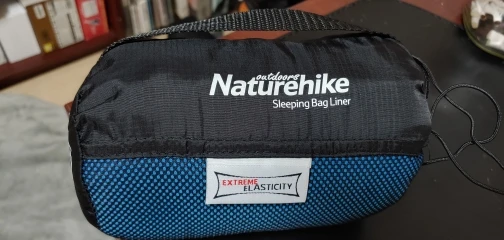 outdoors
Naturehike
Sleeping Bag Liner
EXTREME
ELASTICITY